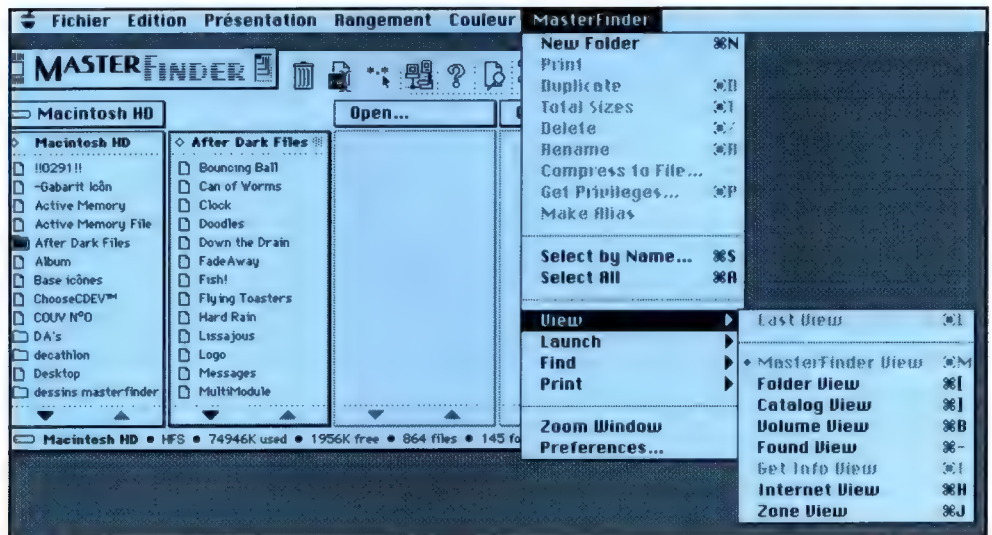 Fichier Edition Présentation Rangement Couleur MasterFinder
MASTERFINDER
Macintosh HD
Open...
Macintosh HD
!!0291!!
-Gabarit Icôn
Active Memory
Active Memory File
After Dark Files
Album
Base icônes
ChooseCDEV™
COUV N°0
DA's
decathlon
Desktop
dessins masterfinder
After Dark Files
Bouncing Ball
Can of Worms
Clock
Doodles
Down the Drain
FadeAway
Fish!
Flying Toasters
Hard Rain
Lissajous
Logo
Messages
MultiModule
Macintosh HD • HFS • 74946K used • 1956K free • 864 files • 145 fo
New Folder ⌘N
Print
Duplicate ⌘D
Total Sizes ⌘T
Delete ⌘/
Rename ⌘R
Compress to File...
Get Privileges... ⌘P
Make Alias
Select by Name... ⌘S
Select All ⌘A
View
Launch
Find
Print
Zoom Window
Preferences...
Last View ⌘L
MasterFinder View ⌘M
Folder View ⌘[
Catalog View ⌘]
Volume View ⌘B
Found View ⌘-
Get Info View ⌘I
Internet View ⌘H
Zone View ⌘J